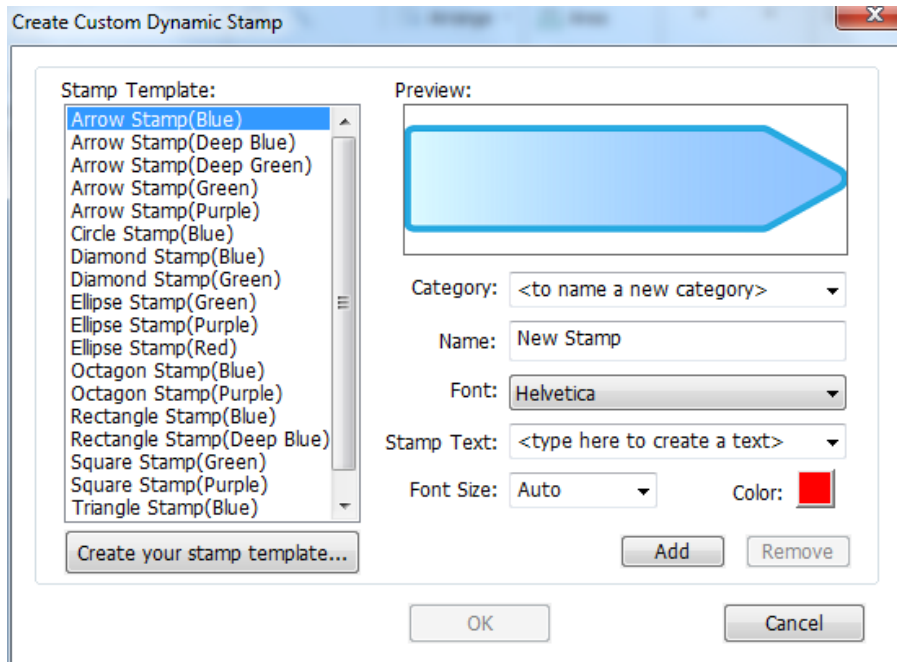 Create Custom Dynamic Stamp
Stamp Template:
Arrow Stamp(Blue)
Arrow Stamp(Deep Blue)
Arrow Stamp(Deep Green)
Arrow Stamp(Green)
Arrow Stamp(Purple)
Circle Stamp(Blue)
Diamond Stamp(Blue)
Diamond Stamp(Green)
Ellipse Stamp(Green)
Ellipse Stamp(Purple)
Ellipse Stamp(Red)
Octagon Stamp(Blue)
Octagon Stamp(Purple)
Rectangle Stamp(Blue)
Rectangle Stamp(Deep Blue)
Square Stamp(Green)
Square Stamp(Purple)
Triangle Stamp(Blue)
Create your stamp template...
Preview:
Category: <to name a new category>
Name: New Stamp
Font: Helvetica
Stamp Text: <type here to create a text>
Font Size: Auto Color:
Add Remove
OK Cancel